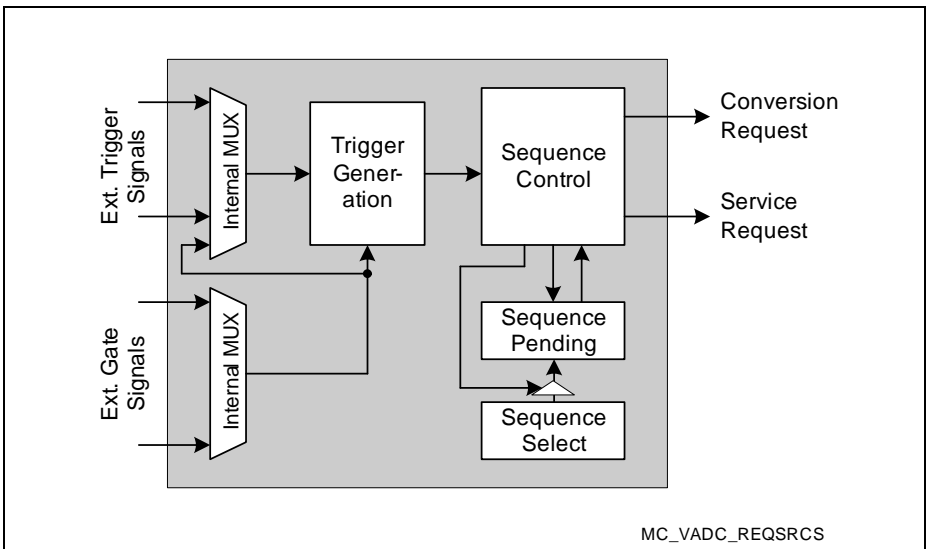 Ext. Trigger
Signals
Internal MUX
Trigger
Gener-
ation
Sequence
Control
Conversion
Request
Service
Request
Ext. Gate
Signals
Internal MUX
Sequence
Pending
Sequence
Select
MC_VADC_REQSRCS